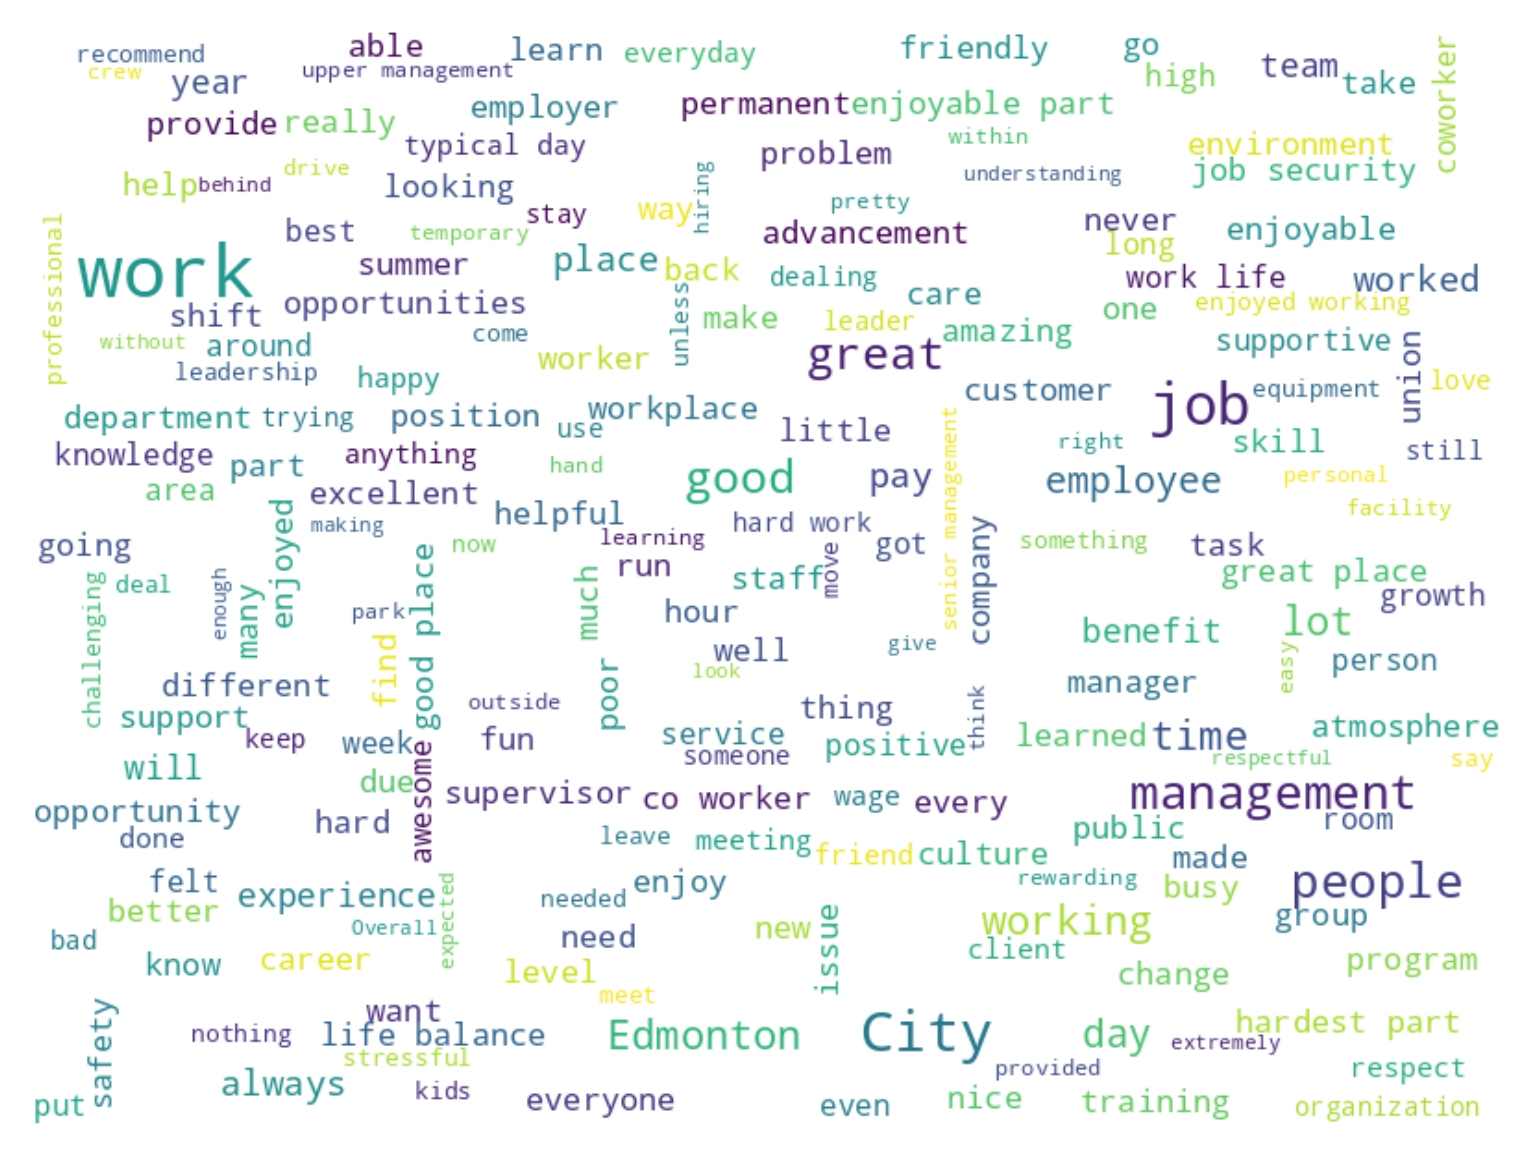 recommend
able
learn
everyday
friendly
go
team
crew
year
upper management
high
take
coworker
employer
permanent
enjoyable part
provide
really
typical day
problem
within
environment
help
behind
drive
looking
hiring
understanding
job security
professional
best
temporary
stay
way
pretty
advancement
never
long
enjoyable
work
summer
place
back
dealing
care
work life
worked
shift
opportunities
unless
make
leader
amazing
one
enjoyed working
without
around
come
worker
great
supportive
union
leadership
happy
customer
job
equipment
love
department
trying
position
workplace
use
little
senior management
right
skill
still
knowledge
part
anything
hand
good
pay
employee
personal
area
excellent
helpful
hard work
facility
going
making
enjoyed
now
learning
run
move
got
company
something
task
great place
challenging
deal
enough
many
park
good place
much
staff
hour
growth
lot
benefit
find
well
give
easy
person
different
look
poor
manager
support
outside
thing
think
keep
week
fun
service
someone
positive
learned
time
atmosphere
respectful
say
will
due
awesome
supervisor
co worker
wage
every
management
opportunity
done
hard
leave
meeting
friend
culture
public
room
made
felt
experience
expected
needed
enjoy
rewarding
busy
people
better
Overall
new
issue
working
group
bad
know
career
need
level
client
change
program
safety
want
meet
nothing
life balance
Edmonton
City
day
hardest part
extremely
stressful
provided
respect
put
always
kids
everyone
even
nice
training
organization